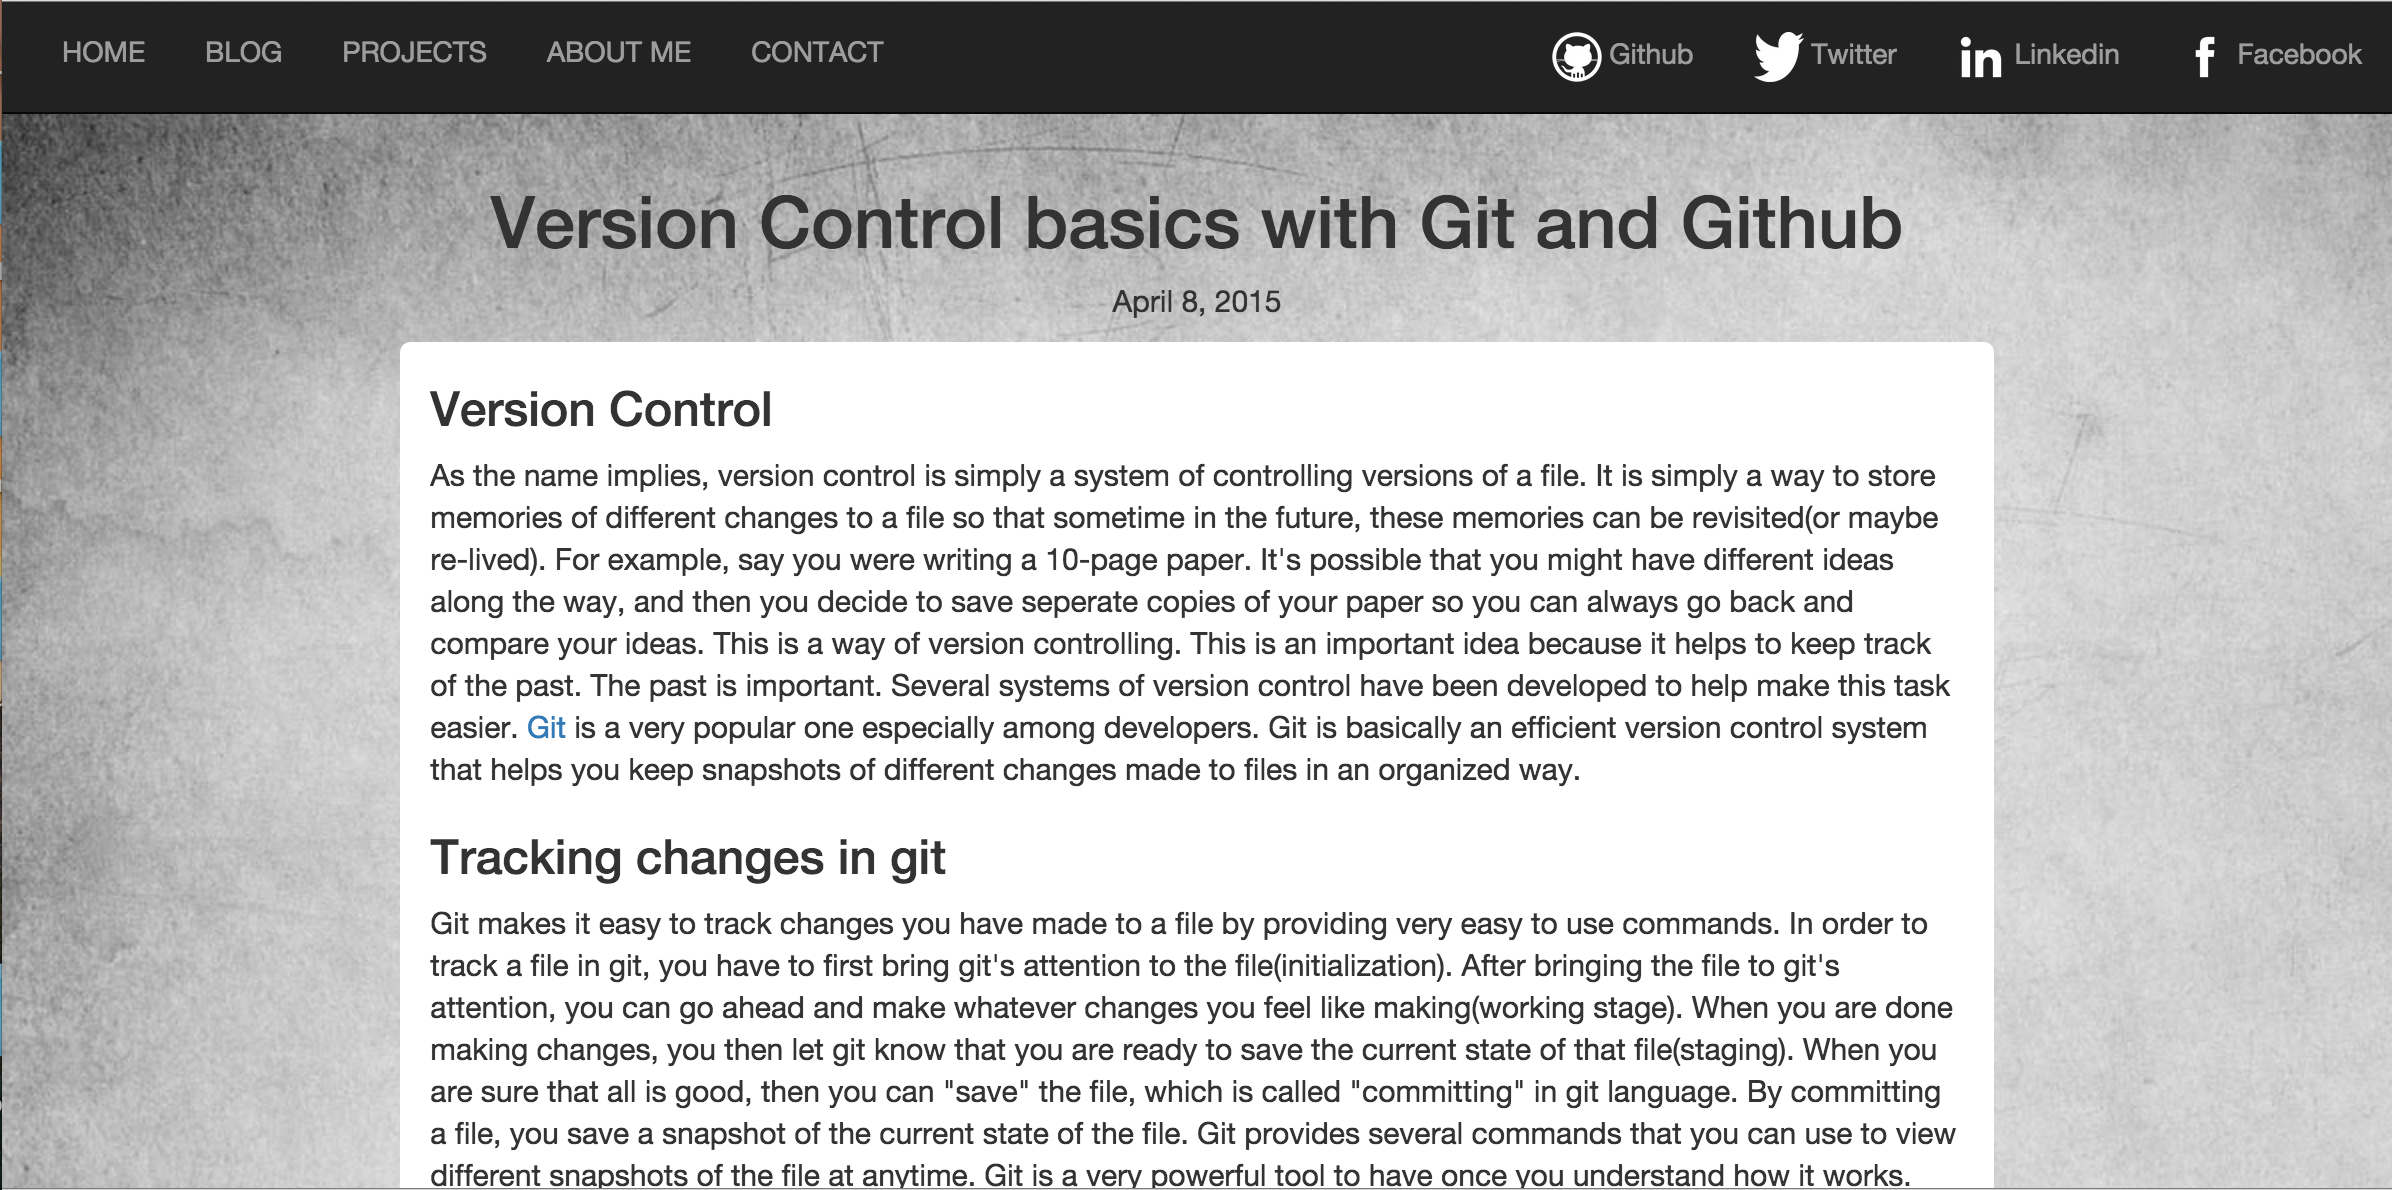 HOME BLOG PROJECTS ABOUT ME CONTACT Github Twitter Linkedin Facebook
Version Control basics with Git and Github
April 8, 2015
Version Control
As the name implies, version control is simply a system of controlling versions of a file. It is simply a way to store
memories of different changes to a file so that sometime in the future, these memories can be revisited(or maybe
re-lived). For example, say you were writing a 10-page paper. It's possible that you might have different ideas
along the way, and then you decide to save seperate copies of your paper so you can always go back and
compare your ideas. This is a way of version controlling. This is an important idea because it helps to keep track
of the past. The past is important. Several systems of version control have been developed to help make this task
easier. Git is a very popular one especially among developers. Git is basically an efficient version control system
that helps you keep snapshots of different changes made to files in an organized way.
Tracking changes in git
Git makes it easy to track changes you have made to a file by providing very easy to use commands. In order to
track a file in git, you have to first bring git's attention to the file(initialization). After bringing the file to git's
attention, you can go ahead and make whatever changes you feel like making(working stage). When you are done
making changes, you then let git know that you are ready to save the current state of that file(staging). When you
are sure that all is good, then you can "save" the file, which is called "committing" in git language. By committing
a file, you save a snapshot of the current state of the file. Git provides several commands that you can use to view
different snapshots of the file at anytime. Git is a very powerful tool to have once you understand how it works.